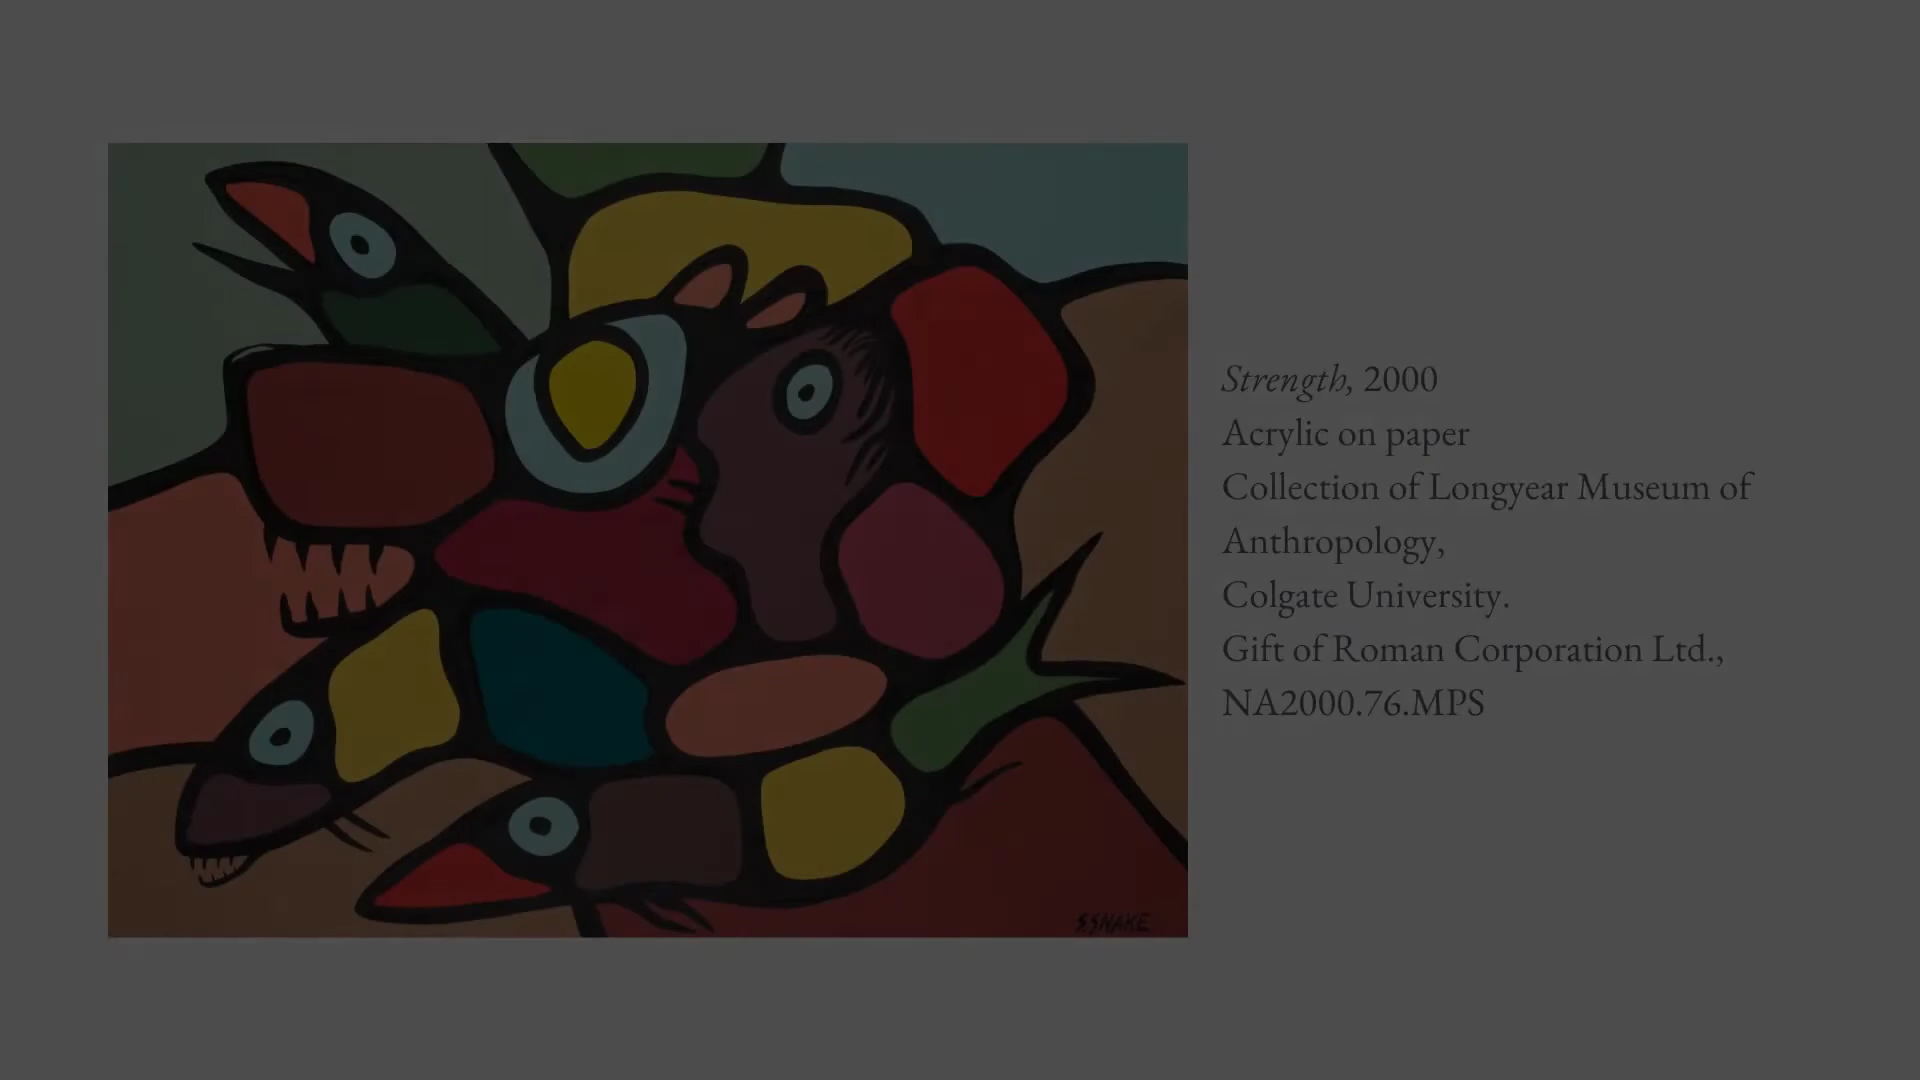 Strength, 2000
Acrylic on paper
Collection of Longyear Museum of
Anthropology,
Colgate University.
Gift of Roman Corporation Ltd.,
NA2000.76.MPS
S.SNAKE